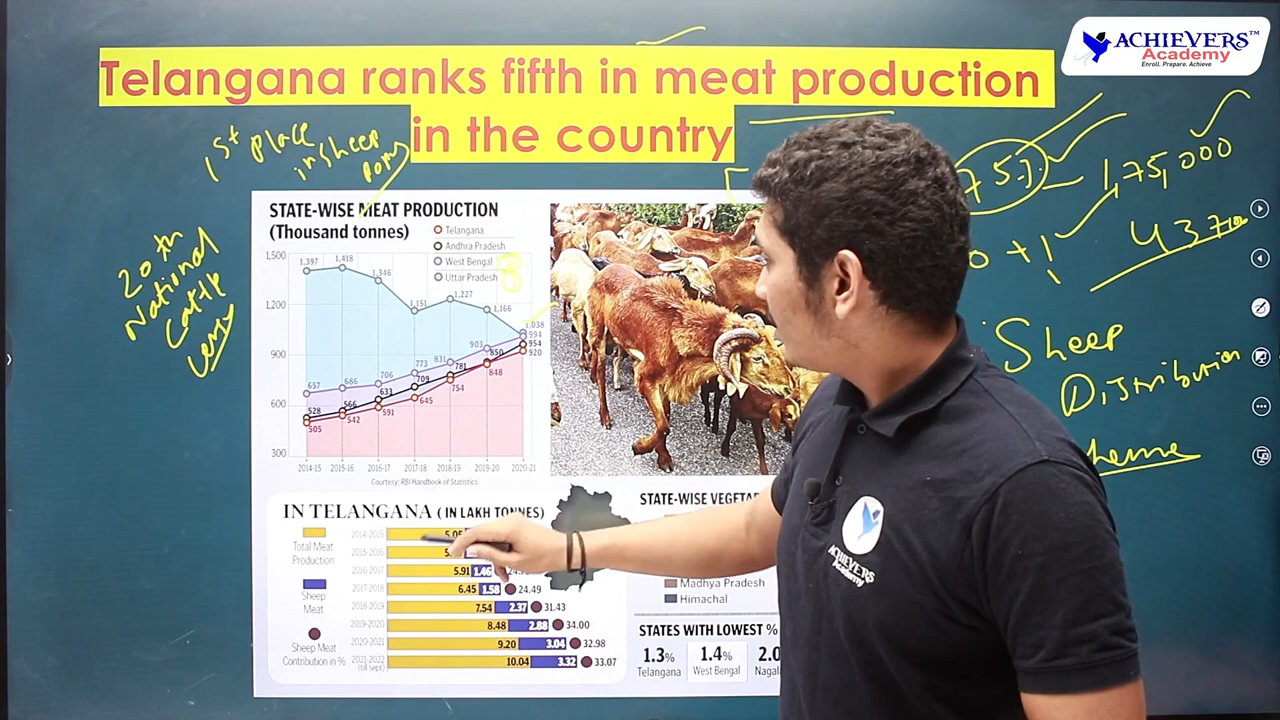 ACHIEVERS™
Academy
Enroll. Prepare. Achieve
Telangana ranks fifth in meat production
in the country
1st place
in sheep
popn
20th
National
Cattle
75%
1,75,000
+ 1
Sheep
Distribution
STATE-WISE MEAT PRODUCTION
(Thousand tonnes)
Telangana
Andhra Pradesh
West Bengal
Uttar Pradesh
1,500
1,200
900
600
300
1,397 1,418 1,346 1,151 1,227 1,166 1,038
657 686 706 773 831 903 994
528 566 633 709 781 850 954
505 542 591 645 754 848 920
2014-15 2015-16 2016-17 2017-18 2018-19 2019-20 2020-21
Courtesy: RBI Handbook of Statistics
IN TELANGANA ( IN LAKH TONNES)
Total Meat
Production
Sheep
Meat
Sheep Meat
Contribution in %
2014-2015 5.05
2015-2016
2016-2017 5.91 1.46
2017-2018 6.45 1.58 24.49
2018-2019 7.54 2.37 31.43
2019-2020 8.48 2.88 34.00
2020-2021 9.20 3.04 32.98
2021-2022 10.04 3.32 33.07
(till sept)
STATE-WISE
Madhya Pradesh
Himachal
STATES WITH LOWEST %
1.3% 1.4% 2.0
Telangana West Bengal
ACHIEVERS
Academy